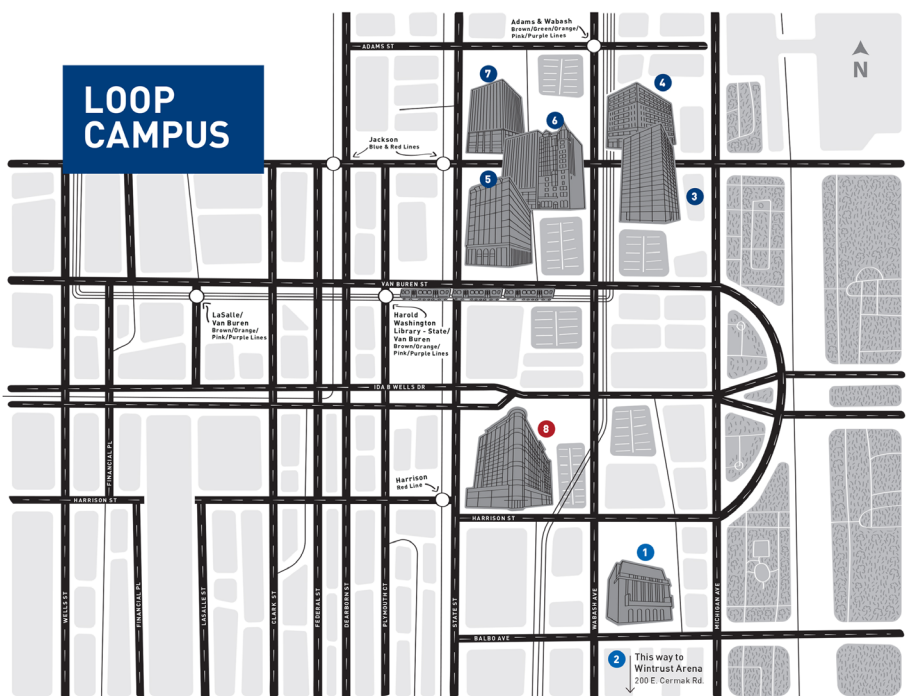 Adams & Wabash
Brown/Green/Orange/
Pink/Purple Lines
ADAMS ST
N
LOOP
CAMPUS
7
4
6
Jackson
Blue & Red Lines
5
3
VAN BUREN ST
LaSalle/
Van Buren
Brown/Orange/
Pink/Purple Lines
Harold
Washington
Library - State/
Van Buren
Brown/Orange/
Pink/Purple Lines
IDA B WELLS DR
8
FINANCIAL PL
Harrison
Red Line
HARRISON ST
HARRISON ST
1
WELLS ST
FINANCIAL PL
LASALLE ST
CLARK ST
FEDERAL ST
DEARBORN ST
PLYMOUTH CT
STATE ST
WABASH AVE
MICHIGAN AVE
BALBO AVE
2
This way to
Wintrust Arena
200 E. Cermak Rd.